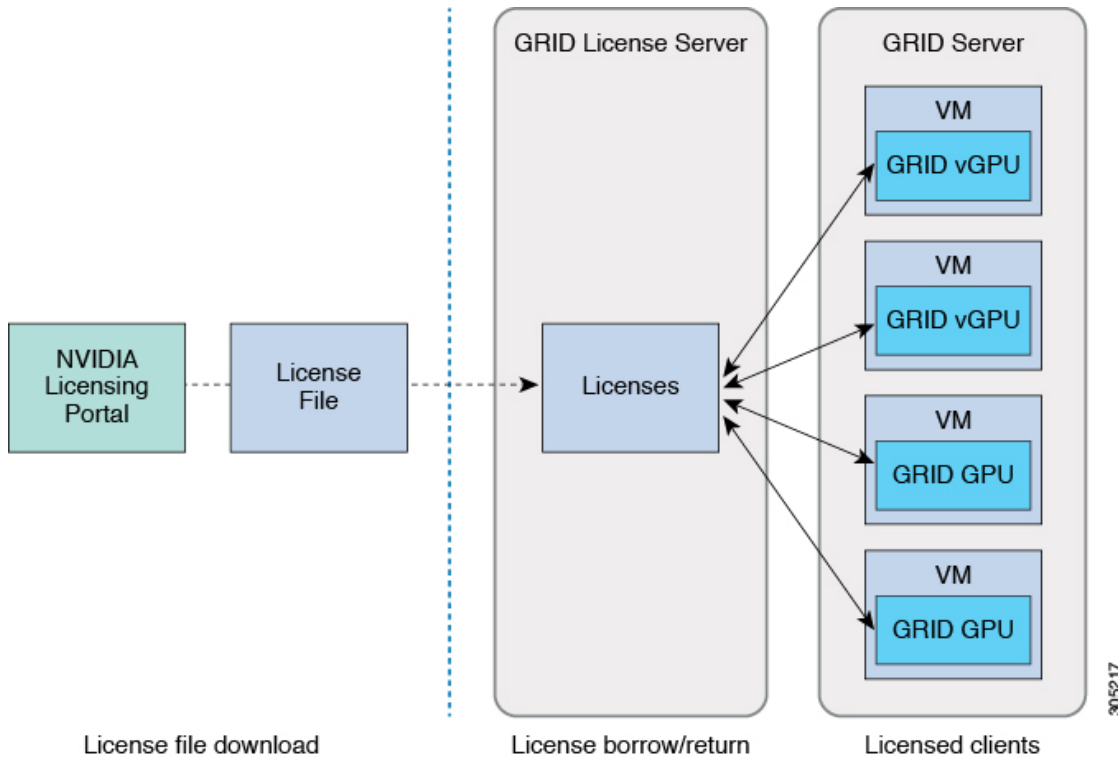 GRID License Server
GRID Server
VM
GRID vGPU
VM
GRID vGPU
NVIDIA
Licensing
Portal
License
File
Licenses
VM
GRID GPU
VM
GRID GPU
305217
License file download
License borrow/return
Licensed clients